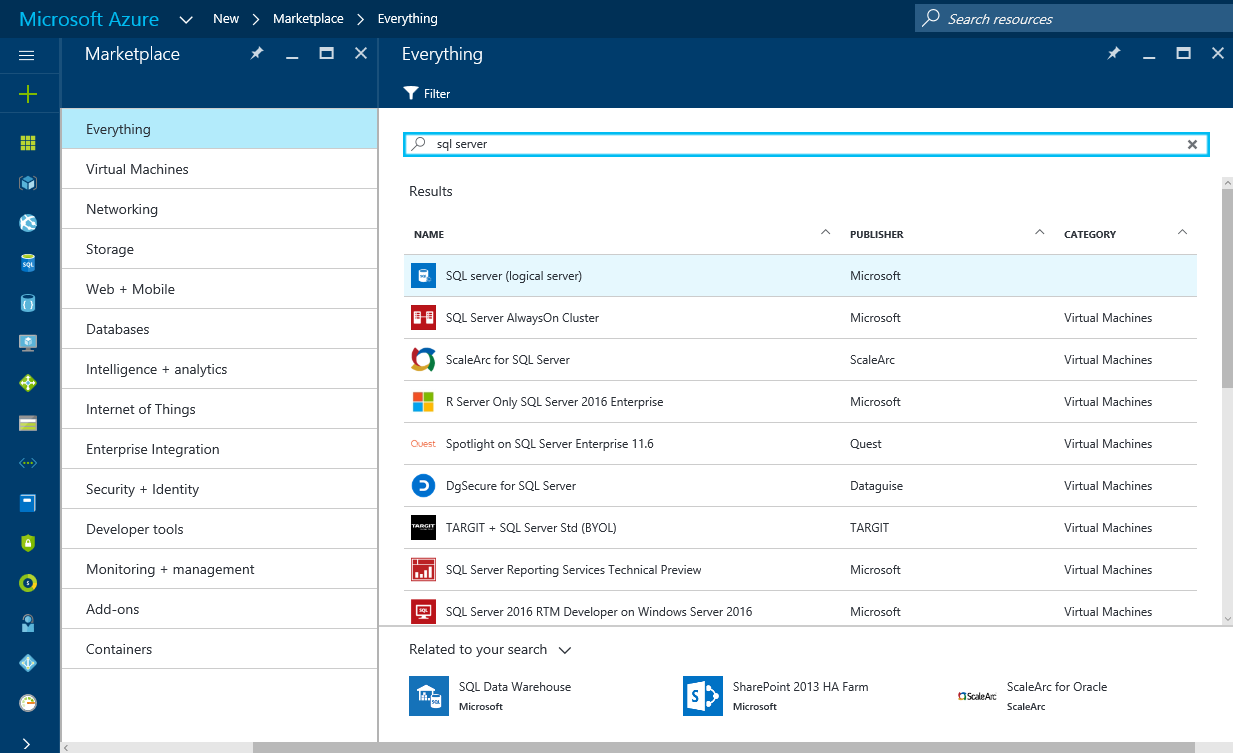 Microsoft Azure New Marketplace Everything Search resources
Marketplace
Everything
Virtual Machines
Networking
Storage
Web + Mobile
Databases
Intelligence + analytics
Internet of Things
Enterprise Integration
Security + Identity
Developer tools
Monitoring + management
Add-ons
Containers
Everything
Filter
sql server
Results
NAME PUBLISHER CATEGORY
SQL server (logical server) Microsoft
SQL Server AlwaysOn Cluster Microsoft Virtual Machines
ScaleArc for SQL Server ScaleArc Virtual Machines
R Server Only SQL Server 2016 Enterprise Microsoft Virtual Machines
Quest Spotlight on SQL Server Enterprise 11.6 Quest Virtual Machines
DgSecure for SQL Server Dataguise Virtual Machines
TARGIT TARGIT + SQL Server Std (BYOL) TARGIT Virtual Machines
SQL Server Reporting Services Technical Preview Microsoft Virtual Machines
SQL SQL Server 2016 RTM Developer on Windows Server 2016 Microsoft Virtual Machines
Related to your search
SQL SQL Data Warehouse
Microsoft
S SharePoint 2013 HA Farm
Microsoft
ScaleArc ScaleArc for Oracle
ScaleArc
SQL